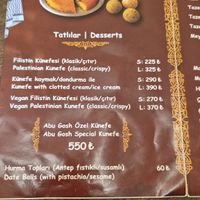 Tatlılar | Desserts
Filistin Künefesi (klasik/çıtır) S: 225 ₺
Palestinian Kunefe (classic/crispy) L: 325 ₺
Künefe kaymak/dondurma ile S: 290 ₺
Kunefe with clotted cream/ice cream L: 390 ₺
Vegan Filistin Künefesi (klasik/çıtır) S: 270 ₺
Vegan Palestinian Kunefe (classic/crispy) L: 370 ₺
Abu Gosh Özel Künefe
Abu Gosh Special Kunefe
550 ₺
Hurma Topları (Antep fıstıklı/susamlı) 60 ₺
Date Balls (with pistachio/sesame)